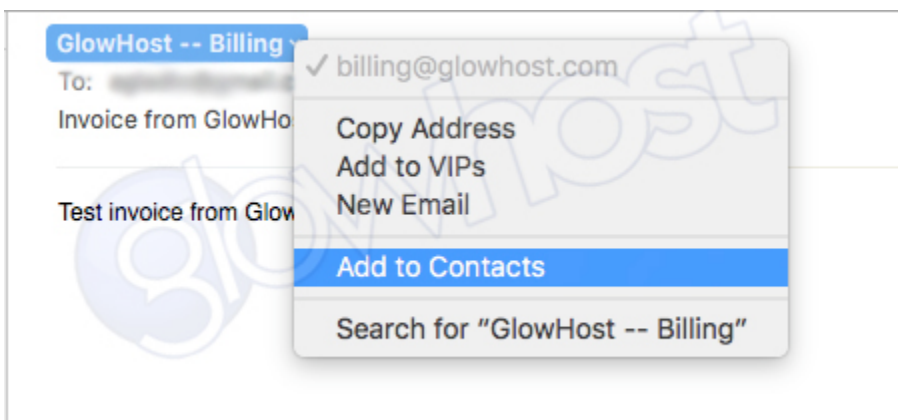 GlowHost -- Billing
✓ billing@glowhost.com
To:
Invoice from GlowHo
Copy Address
Add to VIPs
New Email
Test invoice from Glow
Add to Contacts
Search for “GlowHost -- Billing”
glowhost